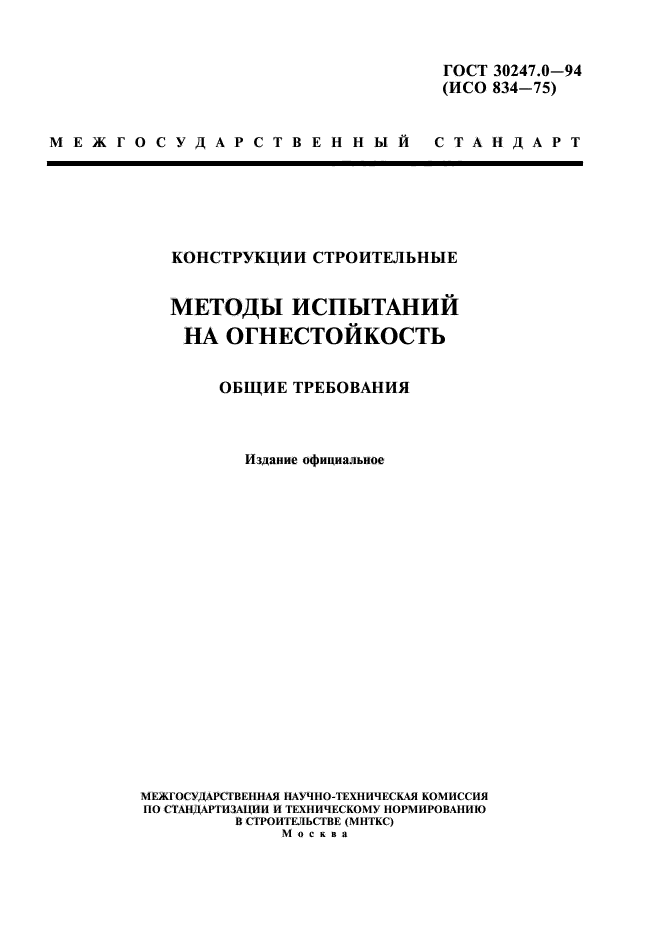 ГОСТ 30247.0—94
(ИСО 834—75)
МЕЖГОСУДАРСТВЕННЫЙ СТАНДАРТ
КОНСТРУКЦИИ СТРОИТЕЛЬНЫЕ
МЕТОДЫ ИСПЫТАНИЙ
НА ОГНЕСТОЙКОСТЬ
ОБЩИЕ ТРЕБОВАНИЯ
Издание официальное
МЕЖГОСУДАРСТВЕННАЯ НАУЧНО-ТЕХНИЧЕСКАЯ КОМИССИЯ
ПО СТАНДАРТИЗАЦИИ И ТЕХНИЧЕСКОМУ НОРМИРОВАНИЮ
В СТРОИТЕЛЬСТВЕ (МНТКС)
Москва